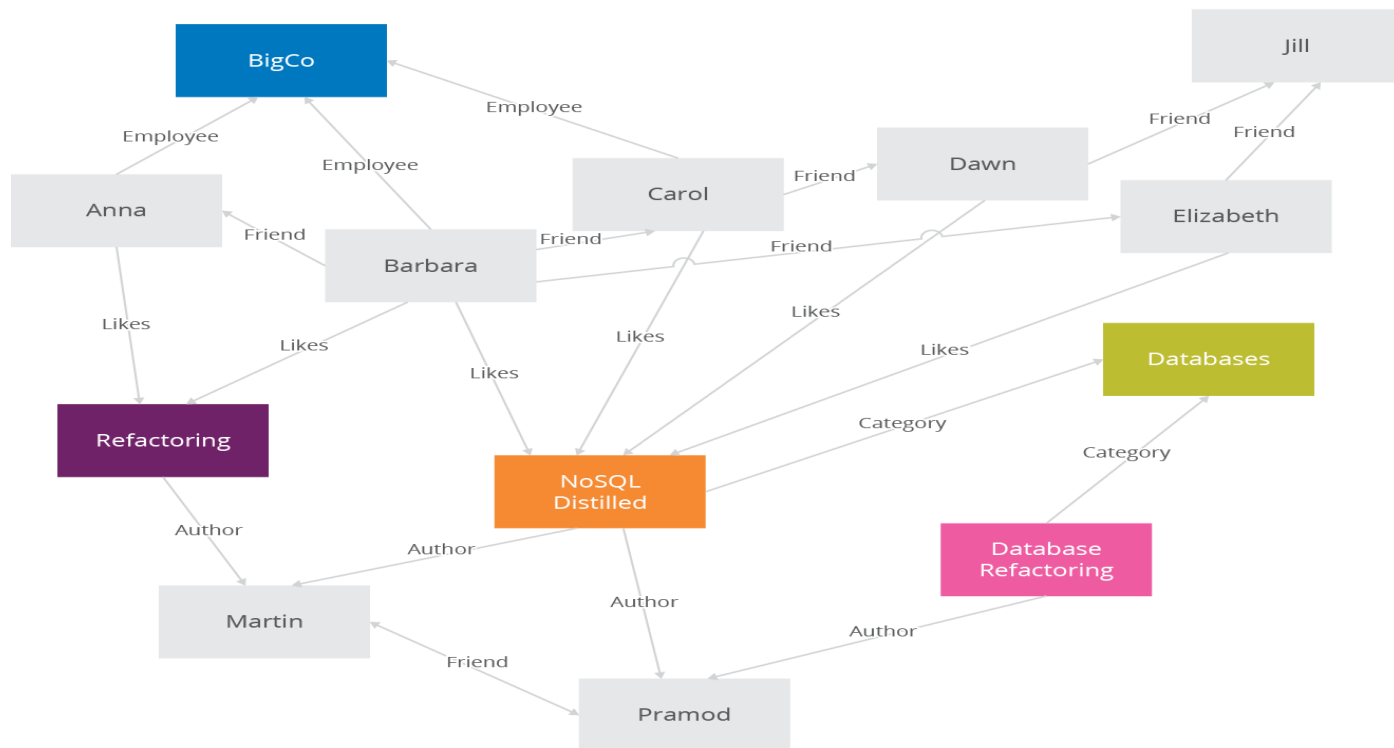 BigCo
Jill
Employee
Employee
Employee
Friend
Friend
Anna
Carol
Friend
Dawn
Elizabeth
Friend
Barbara
Friend
Friend
Likes
Likes
Likes
Likes
Likes
Likes
Databases
Refactoring
Category
Category
NoSQL
Distilled
Author
Author
Database
Refactoring
Martin
Author
Author
Friend
Pramod